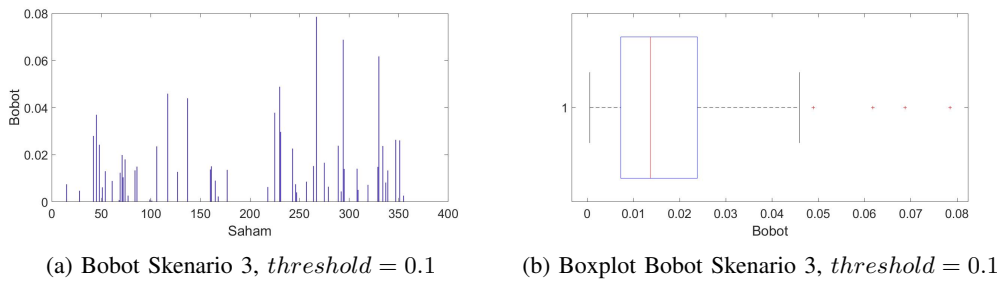 0.08
0.06
0.04
0.02
0
Bobot
0 50 100 150 200 250 300 350 400
Saham
(a) Bobot Skenario 3, threshold = 0.1
1
0 0.01 0.02 0.03 0.04 0.05 0.06 0.07 0.08
Bobot
(b) Boxplot Bobot Skenario 3, threshold = 0.1